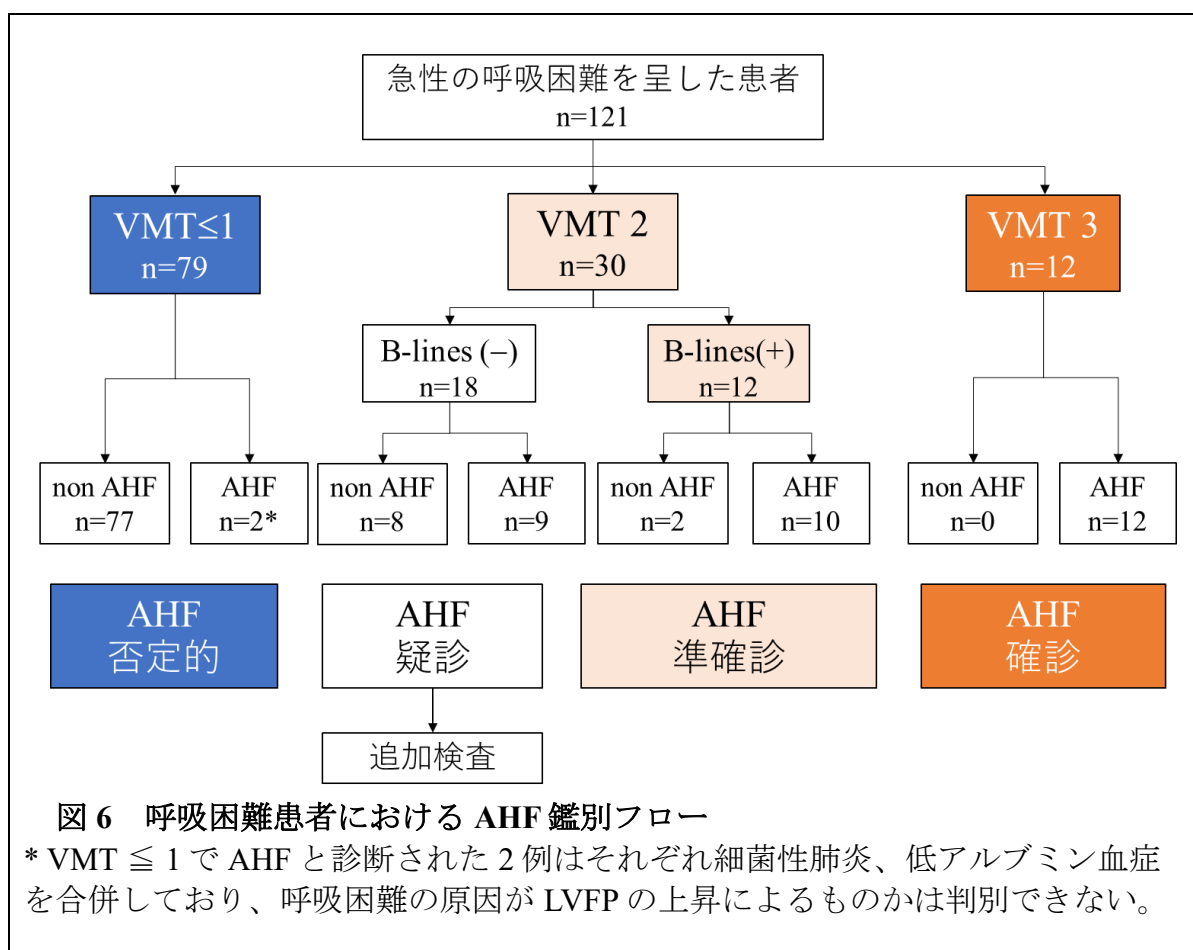 急性の呼吸困難を呈した患者
n=121
VMT≤1
n=79
VMT 2
n=30
VMT 3
n=12
B-lines (−)
n=18
B-lines(+)
n=12
non AHF
n=77
AHF
n=2*
non AHF
n=8
AHF
n=9
non AHF
n=2
AHF
n=10
non AHF
n=0
AHF
n=12
AHF
否定的
AHF
疑診
AHF
準確診
AHF
確診
追加検査
図 6 呼吸困難患者における AHF 鑑別フロー
* VMT ≦ 1 で AHF と診断された 2 例はそれぞれ細菌性肺炎、低アルブミン血症
を合併しており、呼吸困難の原因が LVFP の上昇によるものかは判別できない。